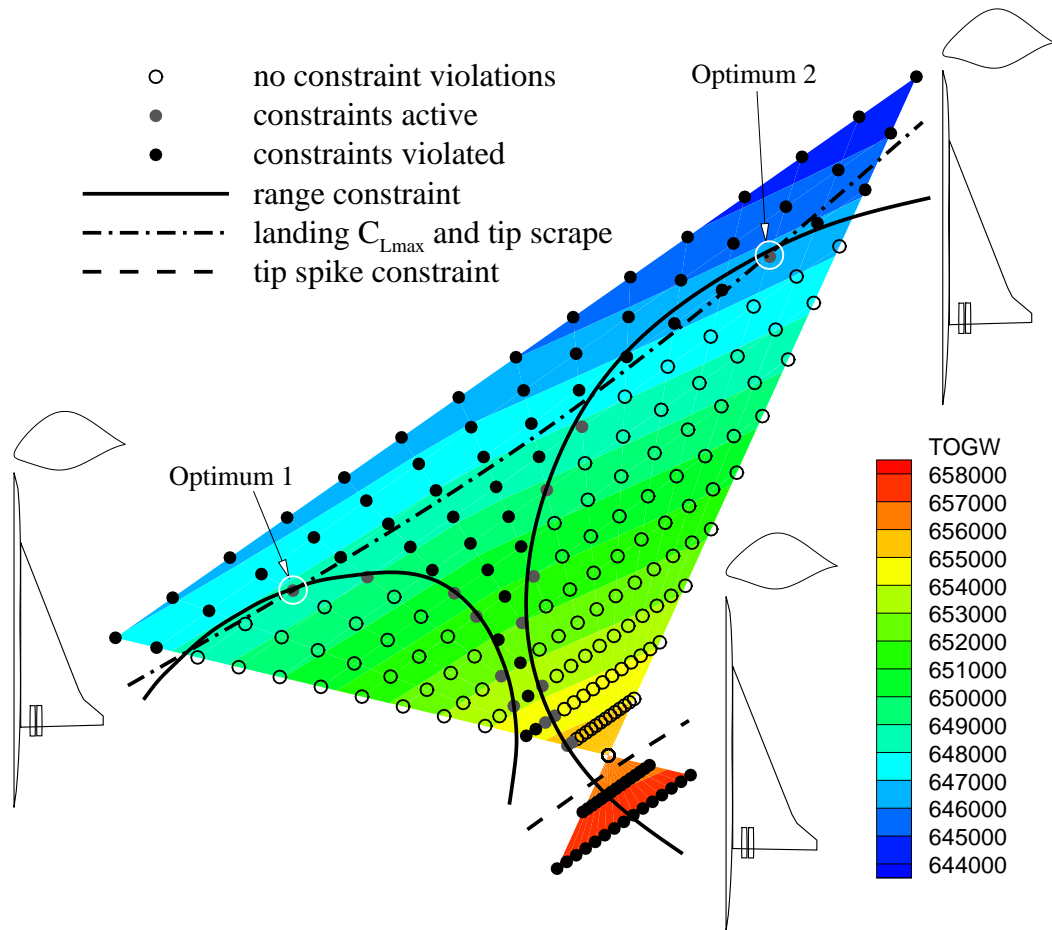 no constraint violations
constraints active
constraints violated
range constraint
landing C_Lmax and tip scrape
tip spike constraint
Optimum 2
Optimum 1
TOGW
658000
657000
656000
655000
654000
653000
652000
651000
650000
649000
648000
647000
646000
645000
644000